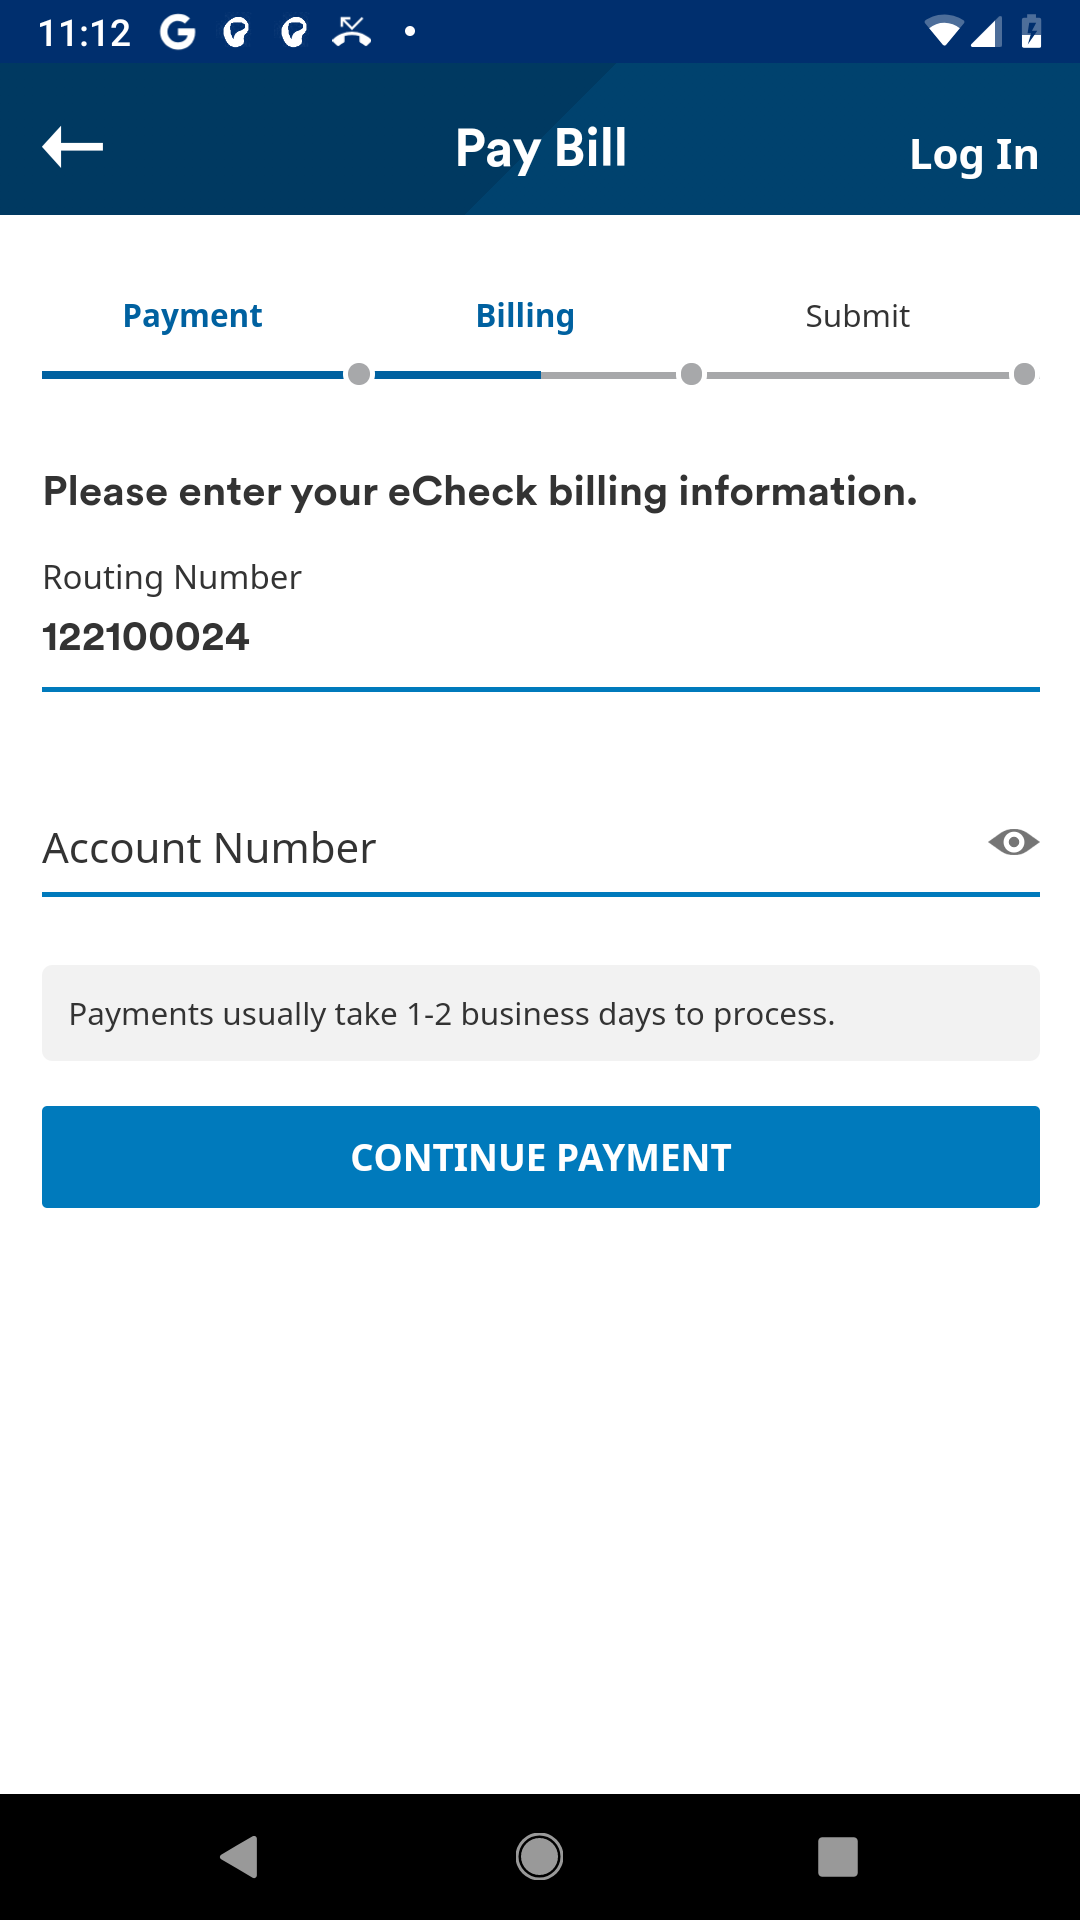 11:12
Pay Bill
Log In
Payment
Billing
Submit
Please enter your eCheck billing information.
Routing Number
122100024
Account Number
Payments usually take 1-2 business days to process.
CONTINUE PAYMENT